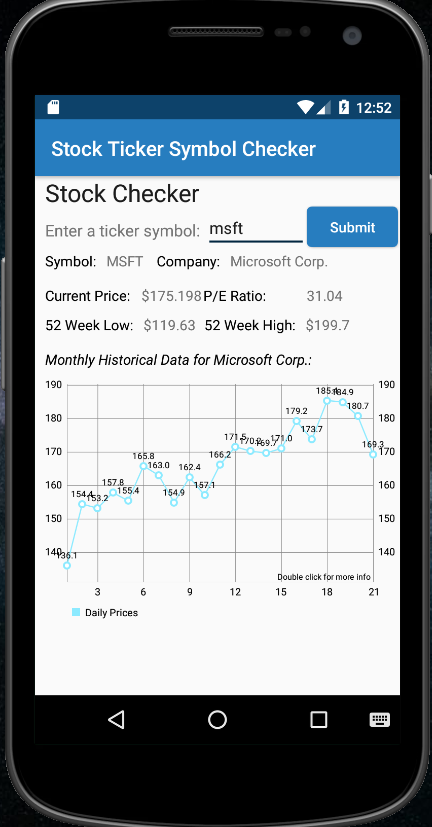 12:52
Stock Ticker Symbol Checker
Stock Checker
Enter a ticker symbol: msft Submit
Symbol: MSFT Company: Microsoft Corp.
Current Price: $175.198 P/E Ratio: 31.04
52 Week Low: $119.63 52 Week High: $199.7
Monthly Historical Data for Microsoft Corp.:
190 190
185.4 184.9
180 180.7 180
179.2
173.7
171.5 169.7 171.0
170 169.3 170
165.8 166.2
163.0 162.4
160 160
157.8 157.1
154.4 153.2 155.4 154.9
150 150
140 140
136.1
Double click for more info
3 6 9 12 15 18 21
Daily Prices